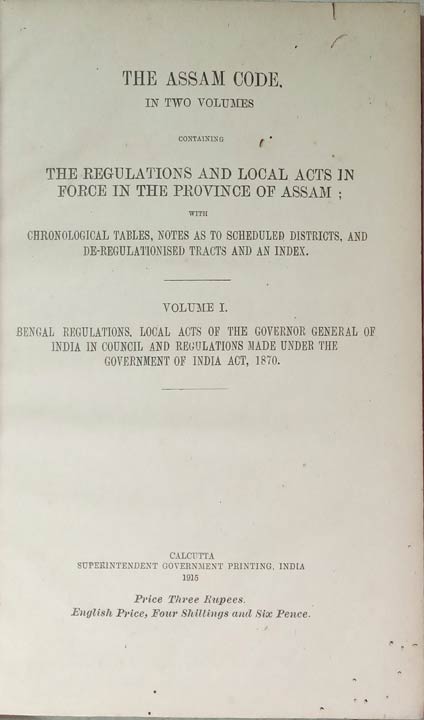 THE ASSAM CODE,
IN TWO VOLUMES
CONTAINING
THE REGULATIONS AND LOCAL ACTS IN
FORCE IN THE PROVINCE OF ASSAM ;
WITH
CHRONOLOGICAL TABLES, NOTES AS TO SCHEDULED DISTRICTS, AND
DE-REGULATIONISED TRACTS AND AN INDEX.
VOLUME I.
BENGAL REGULATIONS, LOCAL ACTS OF THE GOVERNOR GENERAL OF
INDIA IN COUNCIL AND REGULATIONS MADE UNDER THE
GOVERNMENT OF INDIA ACT, 1870.
CALCUTTA
SUPERINTENDENT GOVERNMENT PRINTING, INDIA
1915
Price Three Rupees.
English Price, Four Shillings and Six Pence.